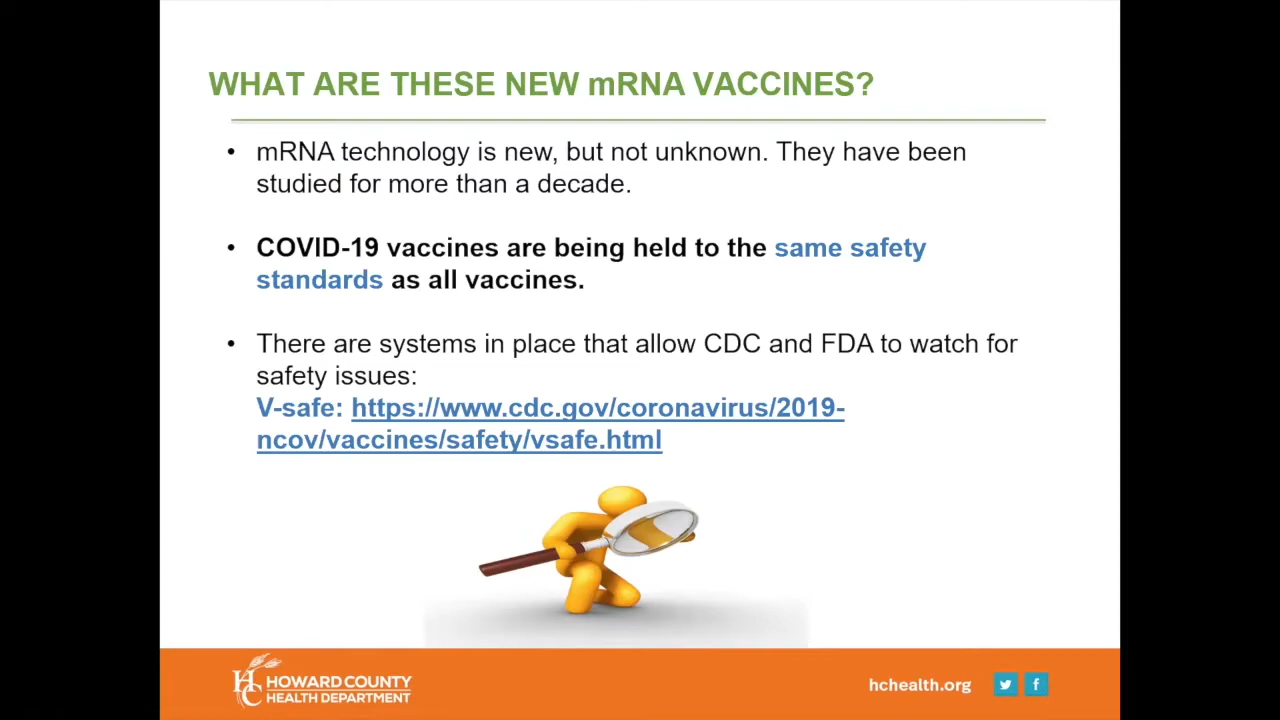 WHAT ARE THESE NEW mRNA VACCINES?
• mRNA technology is new, but not unknown. They have been
studied for more than a decade.
• COVID-19 vaccines are being held to the same safety
standards as all vaccines.
• There are systems in place that allow CDC and FDA to watch for
safety issues:
V-safe: https://www.cdc.gov/coronavirus/2019-
ncov/vaccines/safety/vsafe.html
HC HOWARD COUNTY
HEALTH DEPARTMENT
hchealth.org